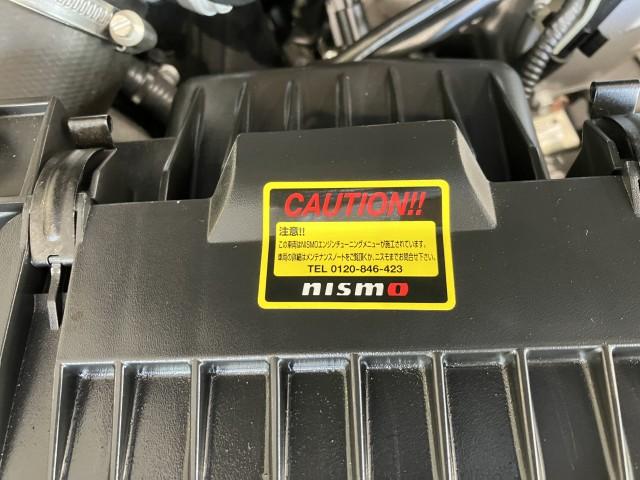 CAUTION!!
注意!!
この車両はNISMOエンジンチューニングメニューが施工されています。
車両の詳細はメンテナンスノートをご覧頂くか、ニスモまでお問合せ下さい。
TEL 0120-846-423
nismo